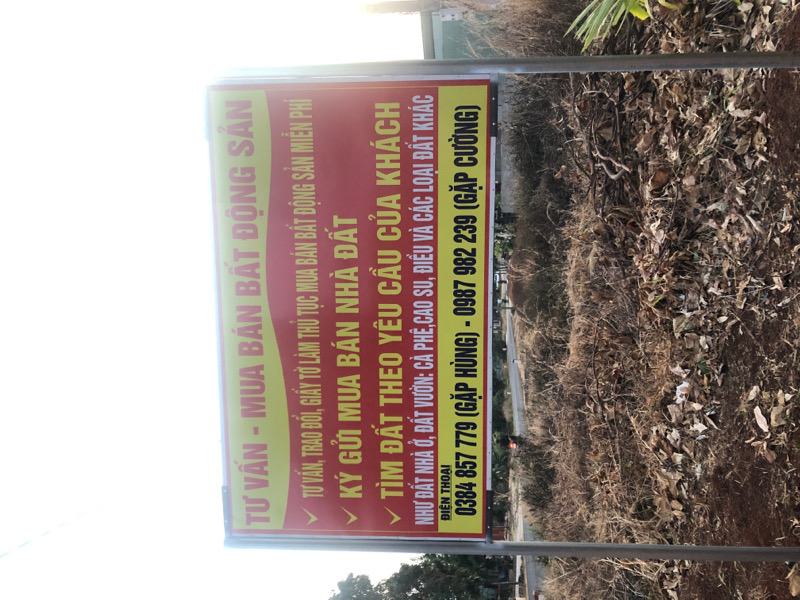 TƯ VẤN - MUA BÁN BẤT ĐỘNG SẢN
TƯ VẤN, TRAO ĐỔI, GIẤY TỜ LÀM THỦ TỤC MUA BÁN BẤT ĐỘNG SẢN MIỄN PHÍ
KÝ GỬI MUA BÁN NHÀ ĐẤT
TÌM ĐẤT THEO YÊU CẦU CỦA KHÁCH
NHƯ ĐẤT NHÀ Ở, ĐẤT VƯỜN: CÀ PHÊ,CAO SU, ĐIỀU VÀ CÁC LOẠI ĐẤT KHÁC
ĐIỆN THOẠI
0384 857 779 (GẶP HÙNG) - 0987 982 239 (GẶP CƯỜNG)